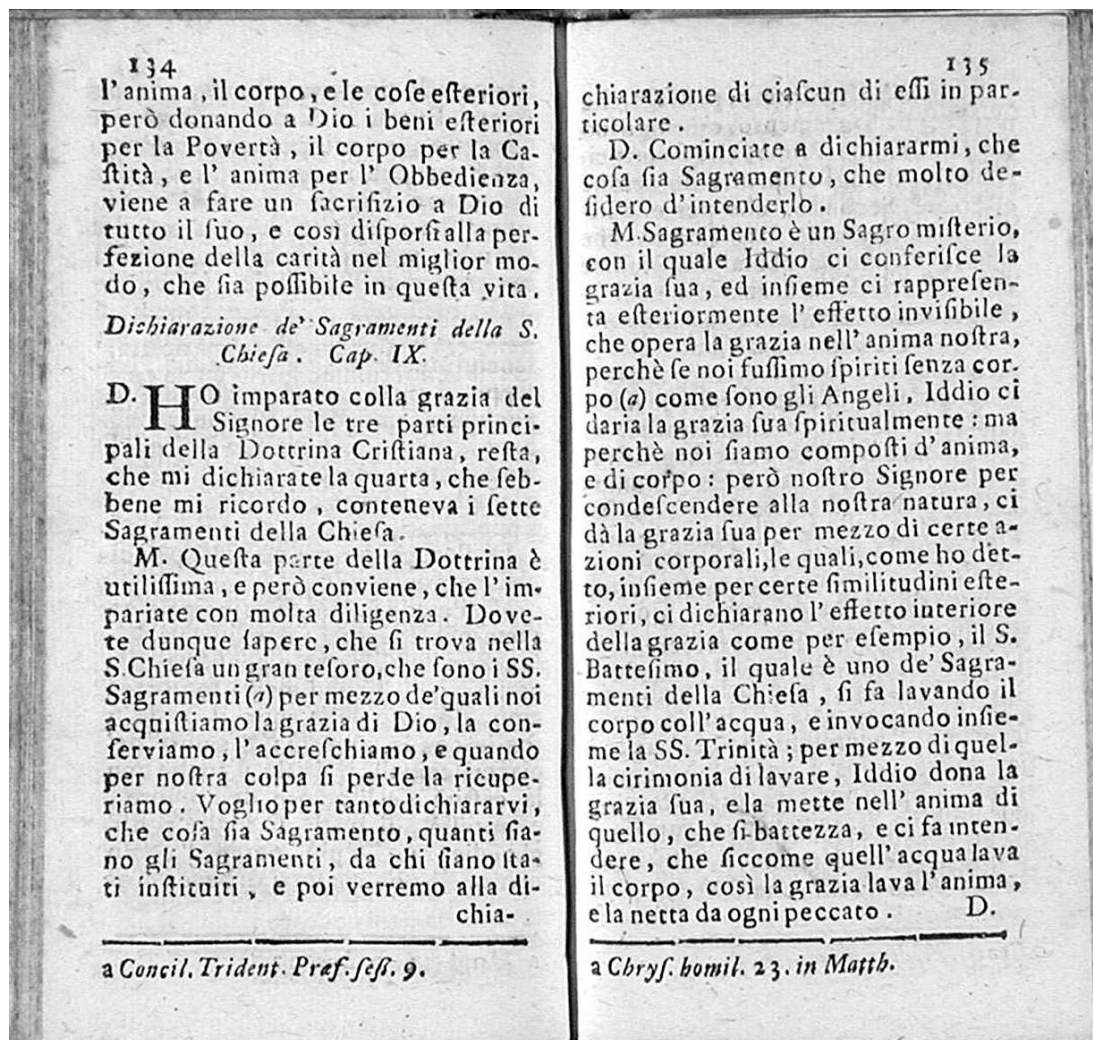 134
l' anima, il corpo, e le coſe eſteriori,
però donando a Dio i beni eſteriori
per la Povertà, il corpo per la Ca-
ſtità, e l' anima per l' Obbedienza,
viene a fare un ſacrifizio a Dio di
tutto il ſuo, e così diſporſi alla per-
fezione della carità nel miglior mo-
do, che ſia poſſibile in queſta vita.
Dichiarazione de' Sagramenti della S.
Chieſa. Cap. IX.
D. HO imparato colla grazia del
Signore le tre parti princi-
pali della Dottrina Criſtiana, reſta,
che mi dichiarate la quarta, che ſeb-
bene mi ricordo, conteneva i ſette
Sagramenti della Chieſa.
M. Queſta parte della Dottrina è
utiliſſima, e però conviene, che l' im-
pariate con molta diligenza. Dove-
te dunque ſapere, che ſi trova nella
S. Chieſa un gran teſoro, che ſono i SS.
Sagramenti (a) per mezzo de' quali noi
acquiſtiamo la grazia di Dio, la con-
ſerviamo, l' accreſchiamo, e quando
per noſtra colpa ſi perde la ricupe-
riamo. Voglio per tanto dichiararvi,
che coſa ſia Sagramento, quanti ſia-
no gli Sagramenti, da chi ſiano ſta-
ti inſtituiti, e poi verremo alla di-
chia-
a Concil. Trident. Præf. ſeſſ. 9.
135
chiarazione di ciaſcun di eſſi in par-
ticolare.
D. Cominciate a dichiararmi, che
coſa ſia Sagramento, che molto de-
ſidero d' intenderlo.
M. Sagramento è un Sagro miſterio,
con il quale Iddio ci conferiſce la
grazia ſua, ed inſieme ci rappreſen-
ta eſteriormente l' effetto inviſibile,
che opera la grazia nell' anima noſtra,
perchè ſe noi fuſſimo ſpiriti ſenza cor-
po (a) come ſono gli Angeli, Iddio ci
daria la grazia ſua ſpiritualmente: ma
perchè noi ſiamo compoſti d' anima,
e di corpo: però noſtro Signore per
condeſcendere alla noſtra natura, ci
dà la grazia ſua per mezzo di certe a-
zioni corporali, le quali, come ho det-
to, inſieme per certe ſimilitudini eſte-
riori, ci dichiarano l' effetto interiore
della grazia come per eſempio, il S.
Batteſimo, il quale è uno de' Sagra-
menti della Chieſa, ſi fa lavando il
corpo coll' acqua, e invocando inſie-
me la SS. Trinità; per mezzo di quel-
la cirimonia di lavare, Iddio dona la
grazia ſua, e la mette nell' anima di
quello, che ſi battezza, e ci fa inten-
dere, che ſiccome quell' acqua lava
il corpo, così la grazia lava l' anima,
e la netta da ogni peccato. D.
a Chryſ. homil. 23. in Matth.